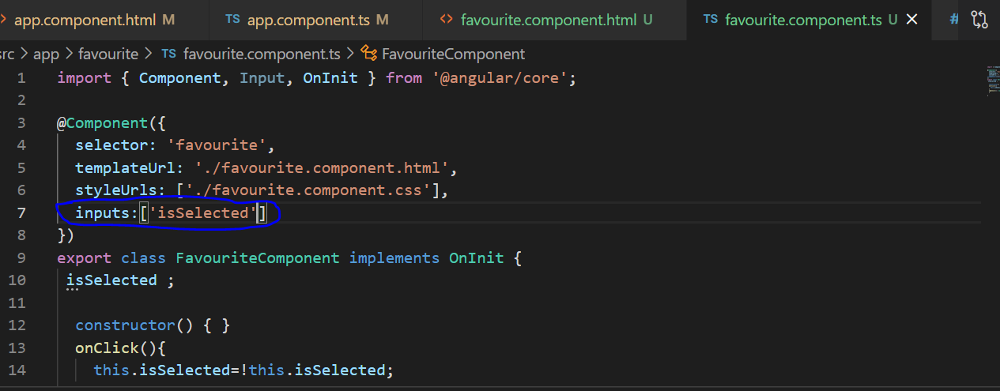 app.component.html M TS app.component.ts M <> favourite.component.html U TS favourite.component.ts U #
src > app > favourite > TS favourite.component.ts > FavouriteComponent
1 import { Component, Input, OnInit } from '@angular/core';
2
3 @Component({
4 selector: 'favourite',
5 templateUrl: './favourite.component.html',
6 styleUrls: ['./favourite.component.css'],
7 inputs:['isSelected']
8 })
9 export class FavouriteComponent implements OnInit {
10 isSelected ;
11
12 constructor() { }
13 onClick(){
14 this.isSelected=!this.isSelected;